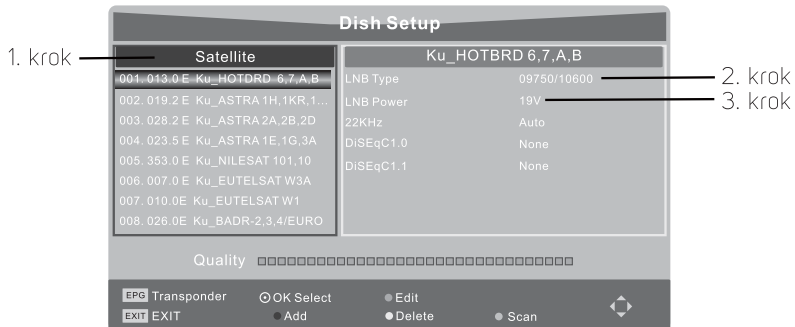 Dish Setup
1. krok
Satellite
001. 013.0 E Ku_HOTDRD 6,7,A,B
002. 019.2 E Ku_ASTRA 1H,1KR,1...
003. 028.2 E Ku_ASTRA 2A,2B,2D
004. 023.5 E Ku_ASTRA 1E,1G,3A
005. 353.0 E Ku_NILESAT 101,10
006. 007.0 E Ku_EUTELSAT W3A
007. 010.0E Ku_EUTELSAT W1
008. 026.0E Ku_BADR-2,3,4/EURO
Ku_HOTBRD 6,7,A,B
LNB Type 09750/10600
2. krok
LNB Power 19V
3. krok
22KHz Auto
DiSEqC1.0 None
DiSEqC1.1 None
Quality
EPG Transponder OK Select Edit
EXIT EXIT Add Delete Scan